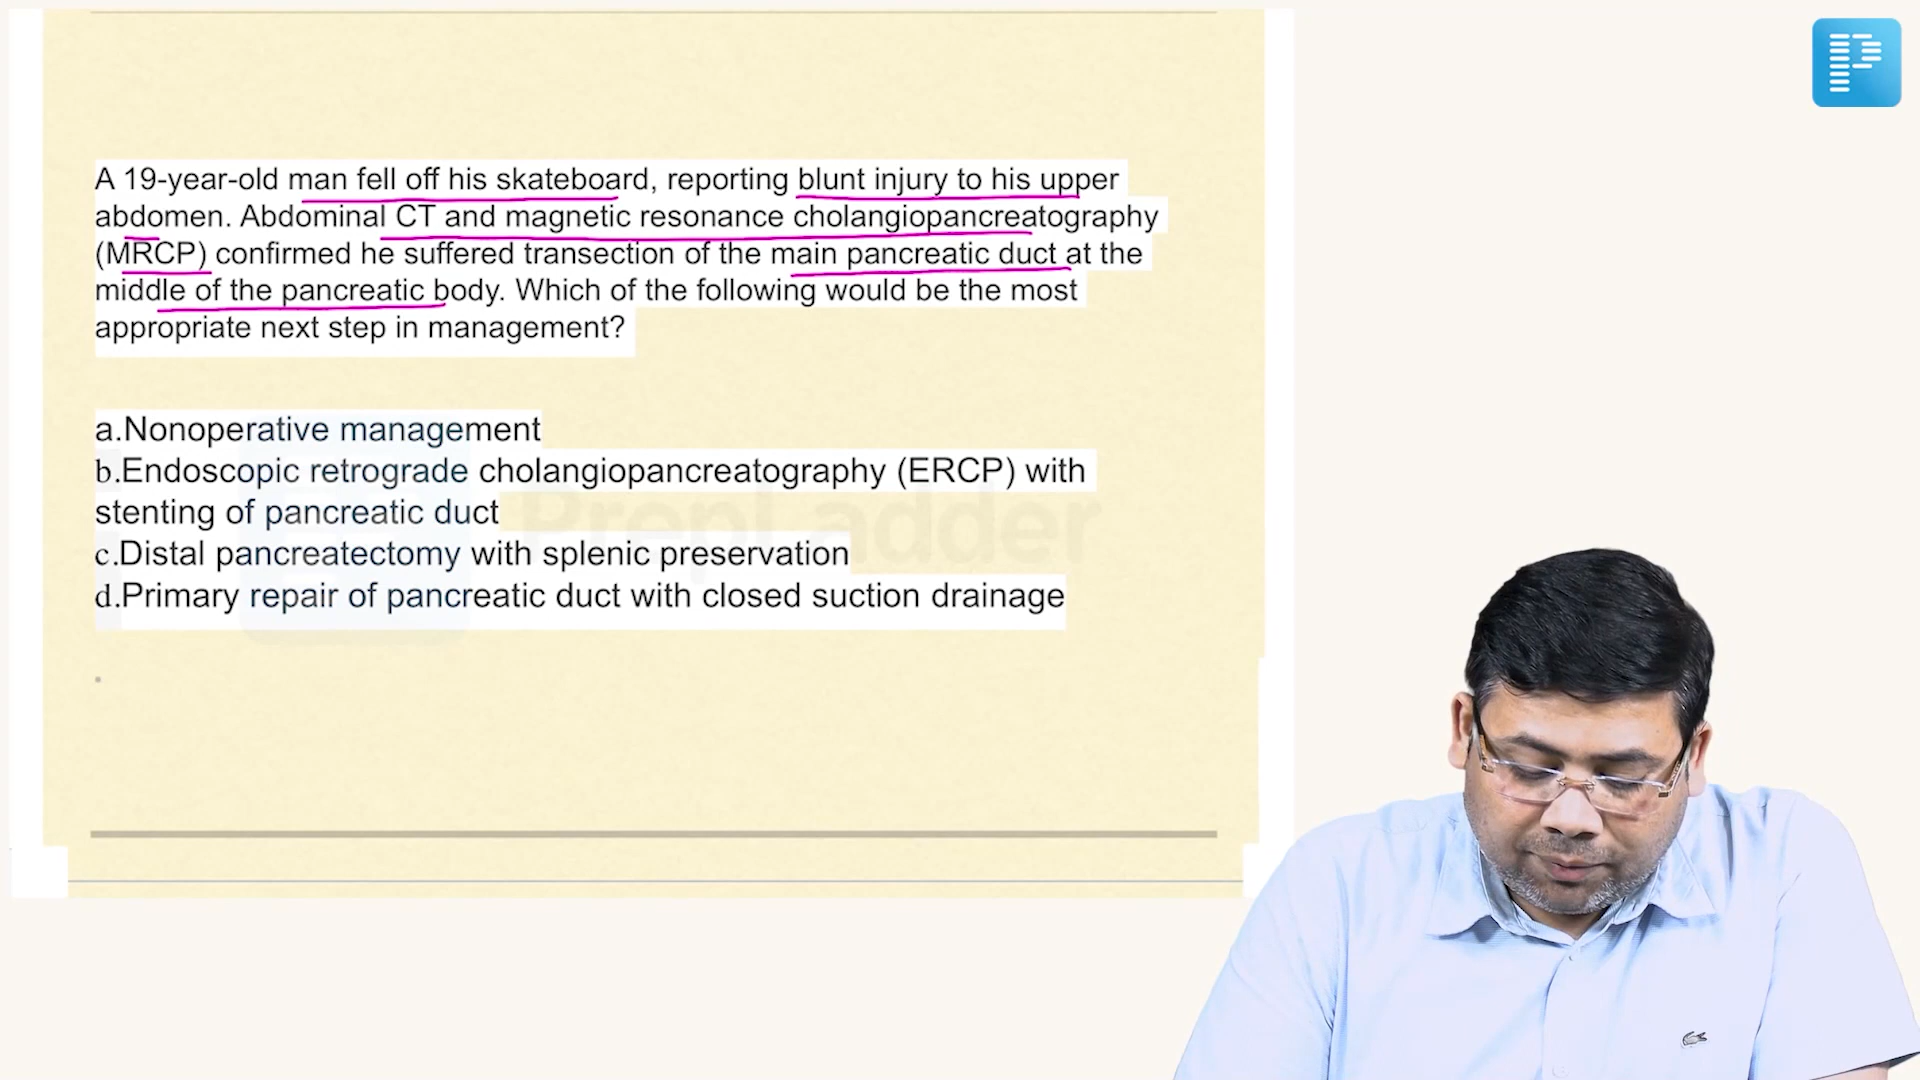 A 19-year-old man fell off his skateboard, reporting blunt injury to his upper
abdomen. Abdominal CT and magnetic resonance cholangiopancreatography
(MRCP) confirmed he suffered transection of the main pancreatic duct at the
middle of the pancreatic body. Which of the following would be the most
appropriate next step in management?
a.Nonoperative management
b.Endoscopic retrograde cholangiopancreatography (ERCP) with
stenting of pancreatic duct
PrepLadder
c.Distal pancreatectomy with splenic preservation
d.Primary repair of pancreatic duct with closed suction drainage